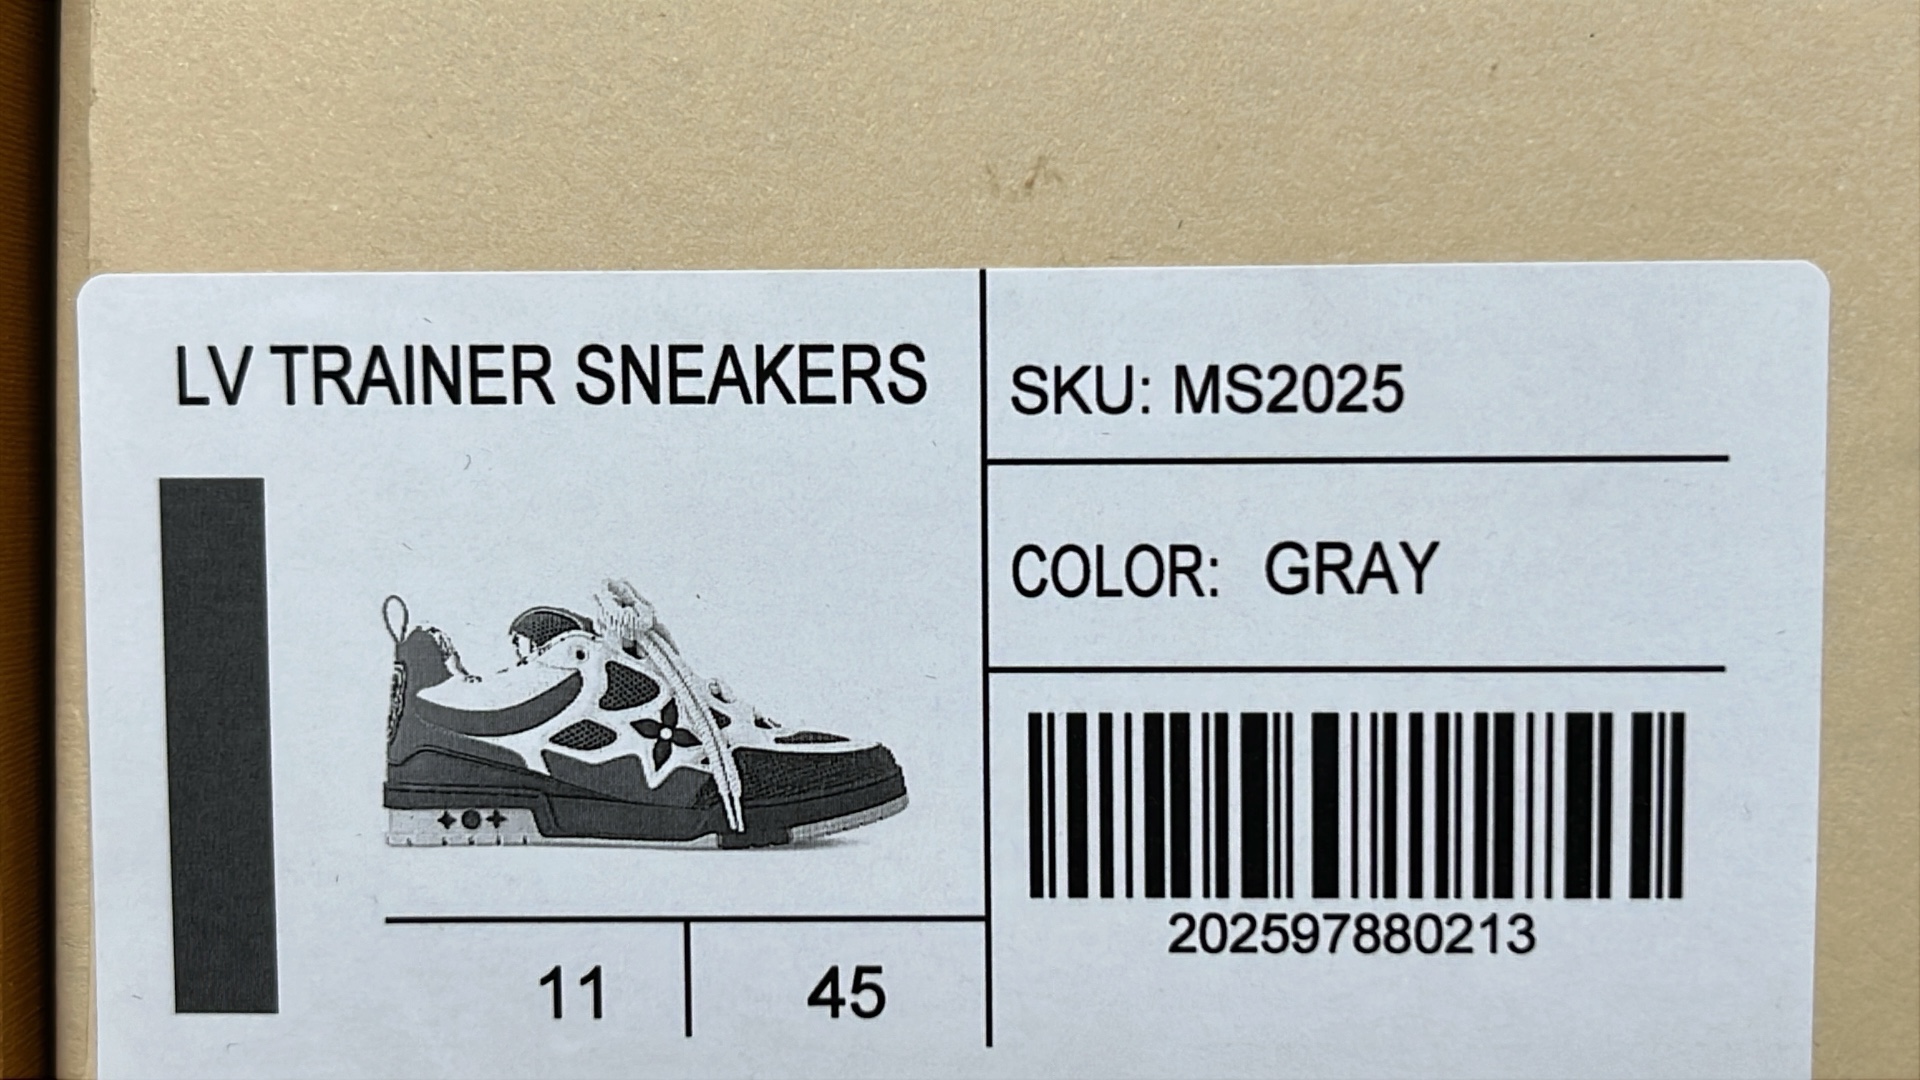 LV TRAINER SNEAKERS
11
45
SKU: MS2025
COLOR: GRAY
202597880213